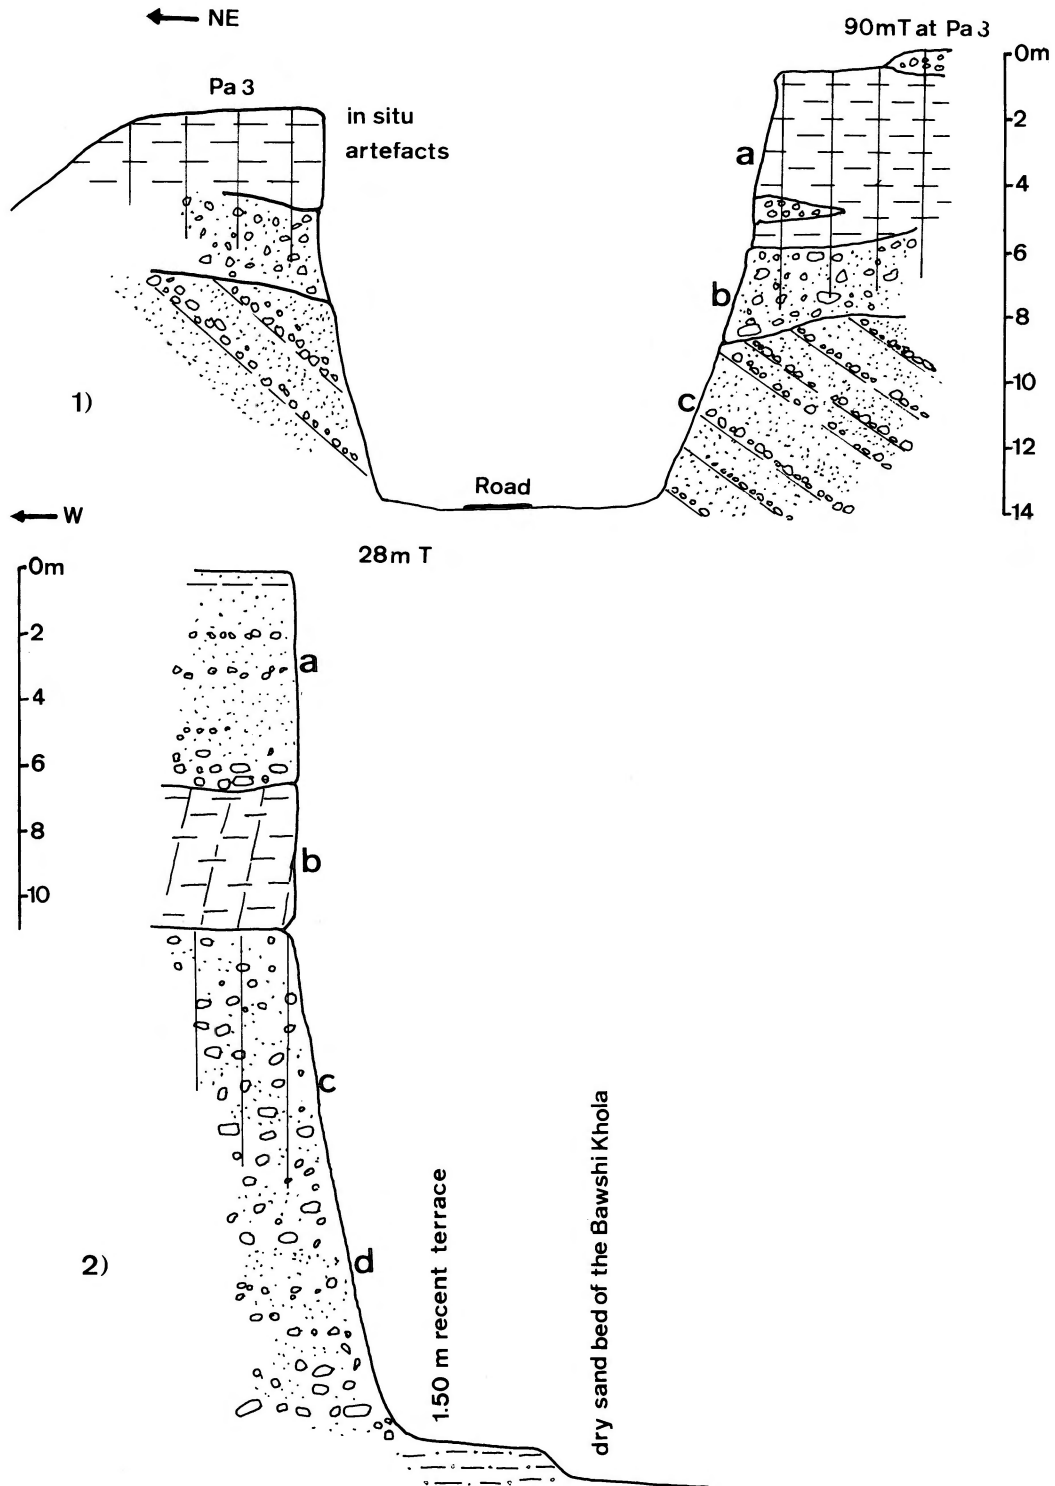 NE
90mT at Pa 3
Pa 3
in situ
artefacts
0m
2
4
6
8
10
12
14
a
b
c
1)
Road
W
28m T
0m
2
4
6
8
10
a
b
c
d
2)
1.50 m recent terrace
dry sand bed of the Bawshi Khola